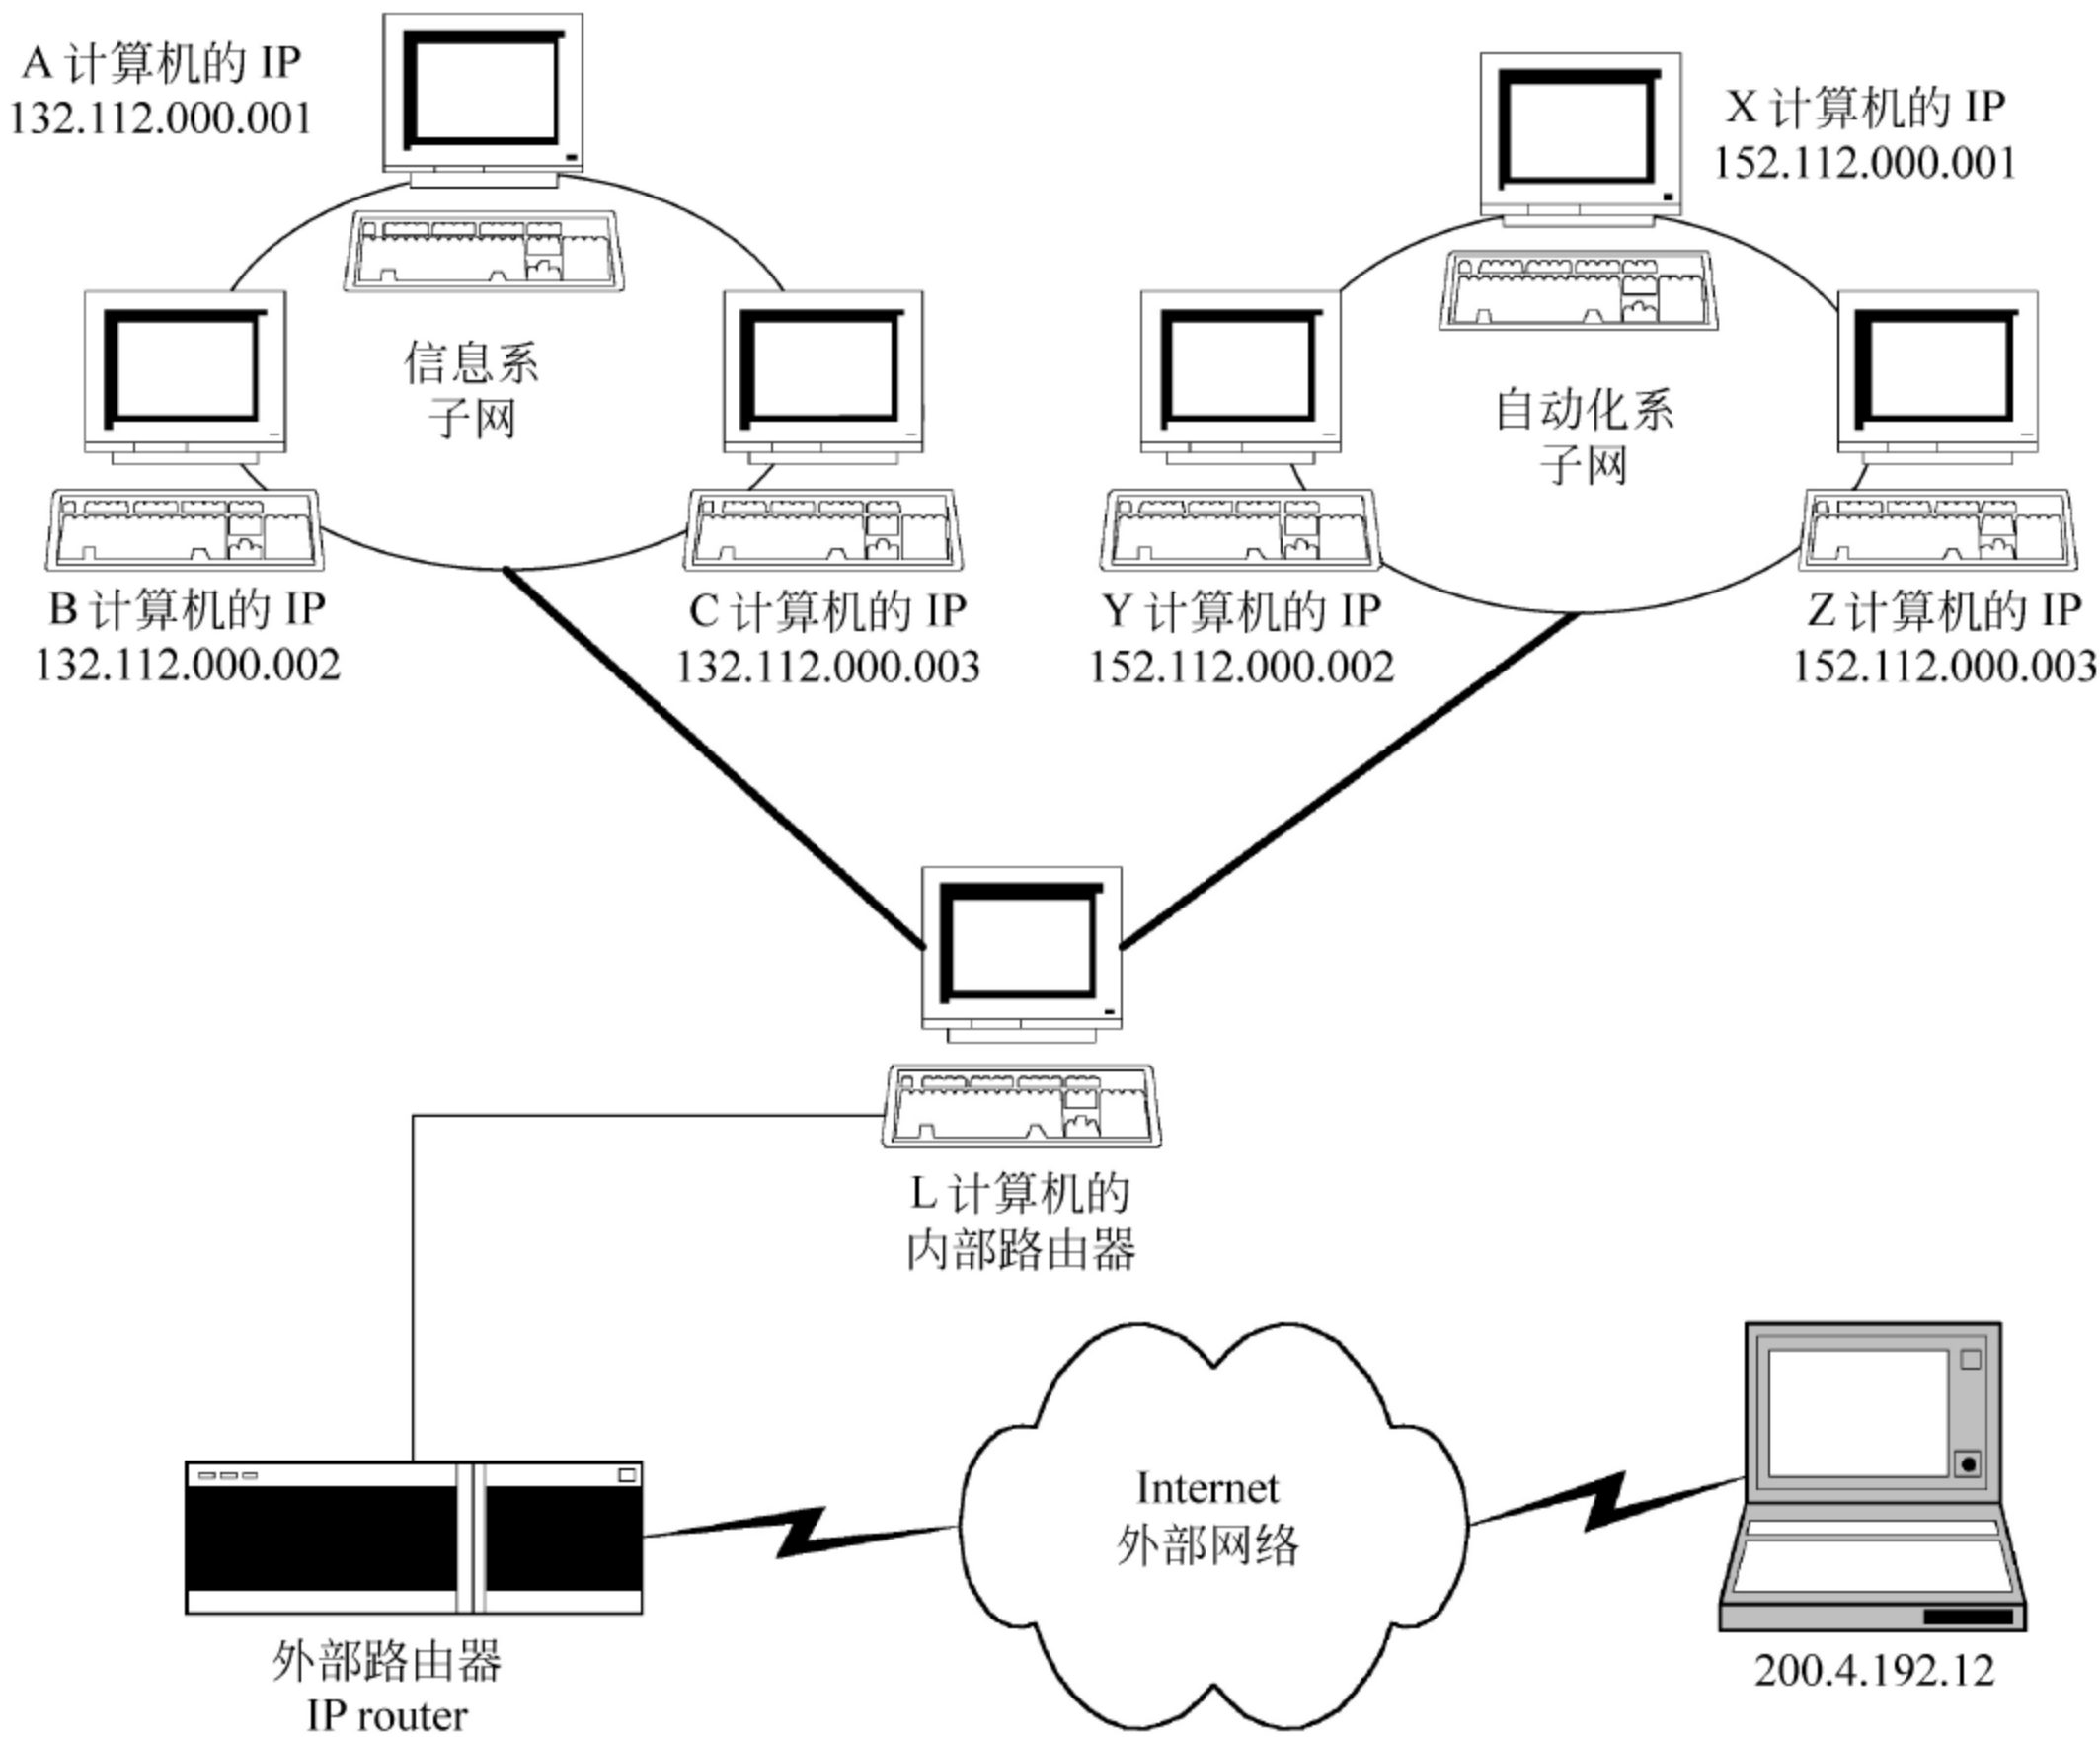 A 计算机的 IP
132.112.000.001
X 计算机的 IP
152.112.000.001
信息系
子网
自动化系
子网
B 计算机的 IP
132.112.000.002
C 计算机的 IP
132.112.000.003
Y 计算机的 IP
152.112.000.002
Z 计算机的 IP
152.112.000.003
L 计算机的
内部路由器
Internet
外部网络
外部路由器
IP router
200.4.192.12